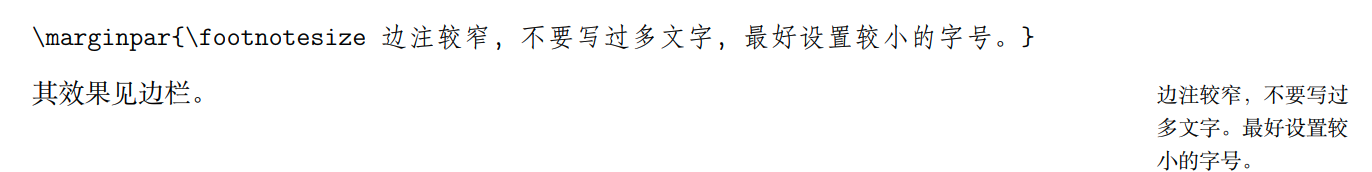 \marginpar{\footnotesize 边注较窄，不要写过多文字，最好设置较小的字号。}
其效果见边栏。
边注较窄，不要写过
多文字。最好设置较
小的字号。